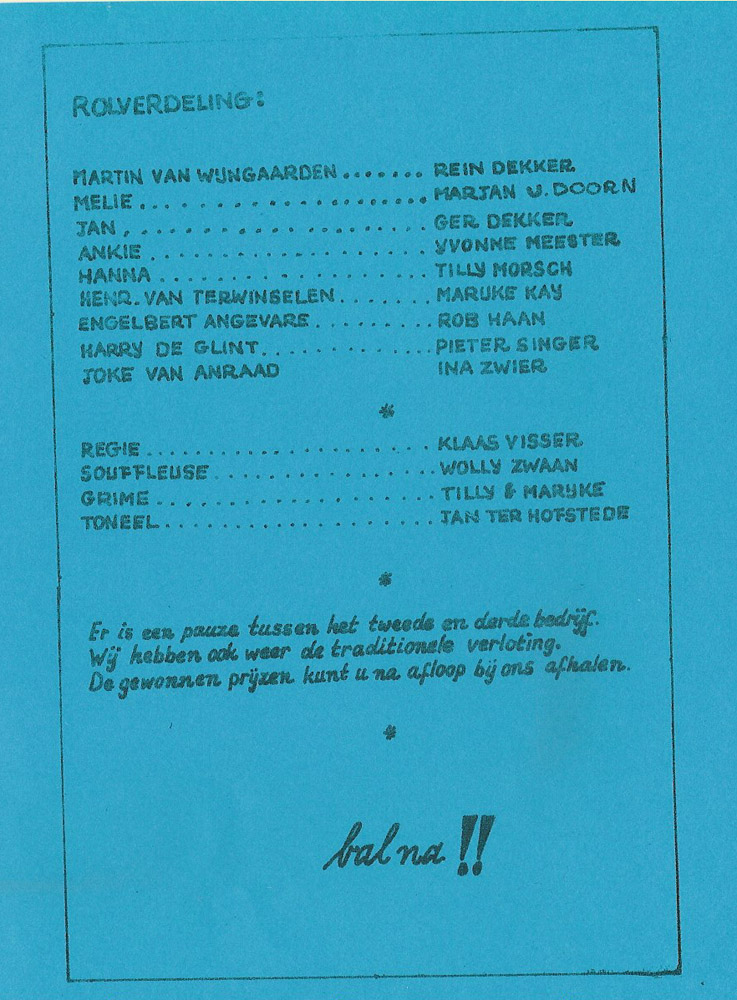 ROLVERDELING:
MARTIN VAN WIJNGAARDEN....... REIN DEKKER
MELIE...................... MARJAN V. DOORN
JAN...................... GER DEKKER
ANKIE.................... YVONNE MEESTER
HANNA.................... TILLY MORSCH
HENR. VAN TERWINSELEN....... MARIJKE KAY
ENGELBERT ANGEVARE......... ROB HAAN
HARRY DE GLINT............. PIETER SINGER
JOKE VAN ANRAAD INA ZWIER
*
REGIE..................... KLAAS VISSER
SOUFFLEUSE................ WOLLY ZWAAN
GRIME.................... TILLY & MARIJKE
TONEEL.................... JAN TER HOFSTEDE
*
Er is een pauze tussen het tweede en derde bedrijf.
Wij hebben ook weer de traditionele verloting.
De gewonnen prijzen kunt u na afloop bij ons afhalen.
*
bal na!!